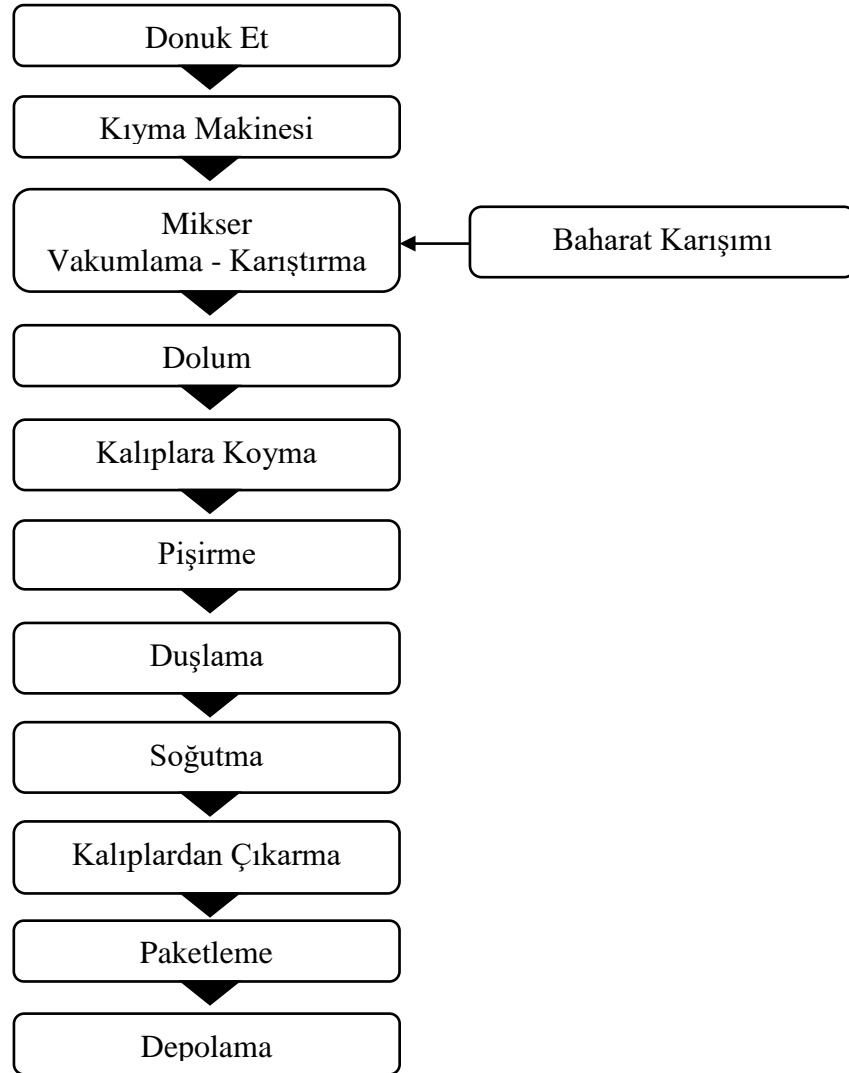 Donuk Et
Kıyma Makinesi
Mikser
Vakumlama - Karıştırma
Baharat Karışımı
Dolum
Kalıplara Koyma
Pişirme
Duşlama
Soğutma
Kalıplardan Çıkarma
Paketleme
Depolama